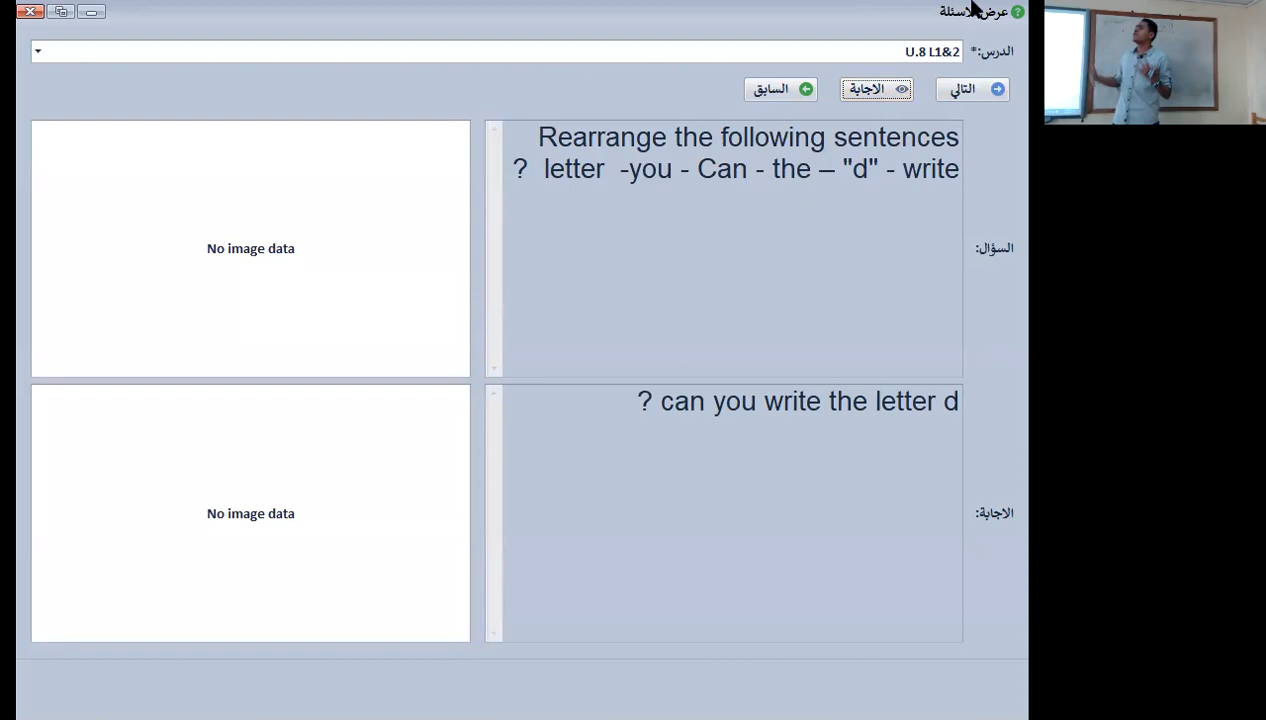 عرض الاسئلة
الدرس:*
U.8 L1&2
التالي
الاجابة
السابق
Rearrange the following sentences
? letter -you - Can - the – "d" - write
السؤال:
No image data
? can you write the letter d
الاجابة:
No image data